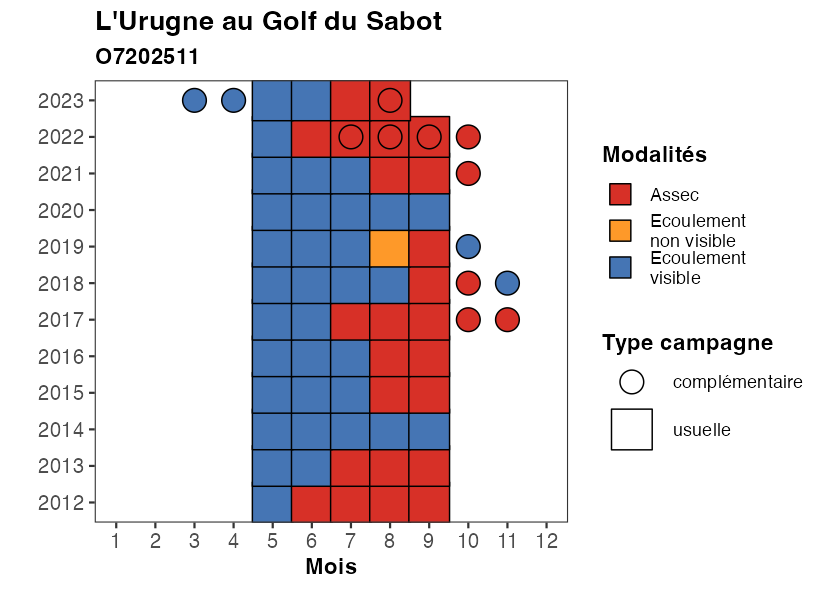 L'Urugne au Golf du Sabot
O7202511
2023
2022
2021
2020
2019
2018
2017
2016
2015
2014
2013
2012
1 2 3 4 5 6 7 8 9 10 11 12
Mois
Modalités
Assec
Ecoulement
non visible
Ecoulement
visible
Type campagne
complémentaire
usuelle